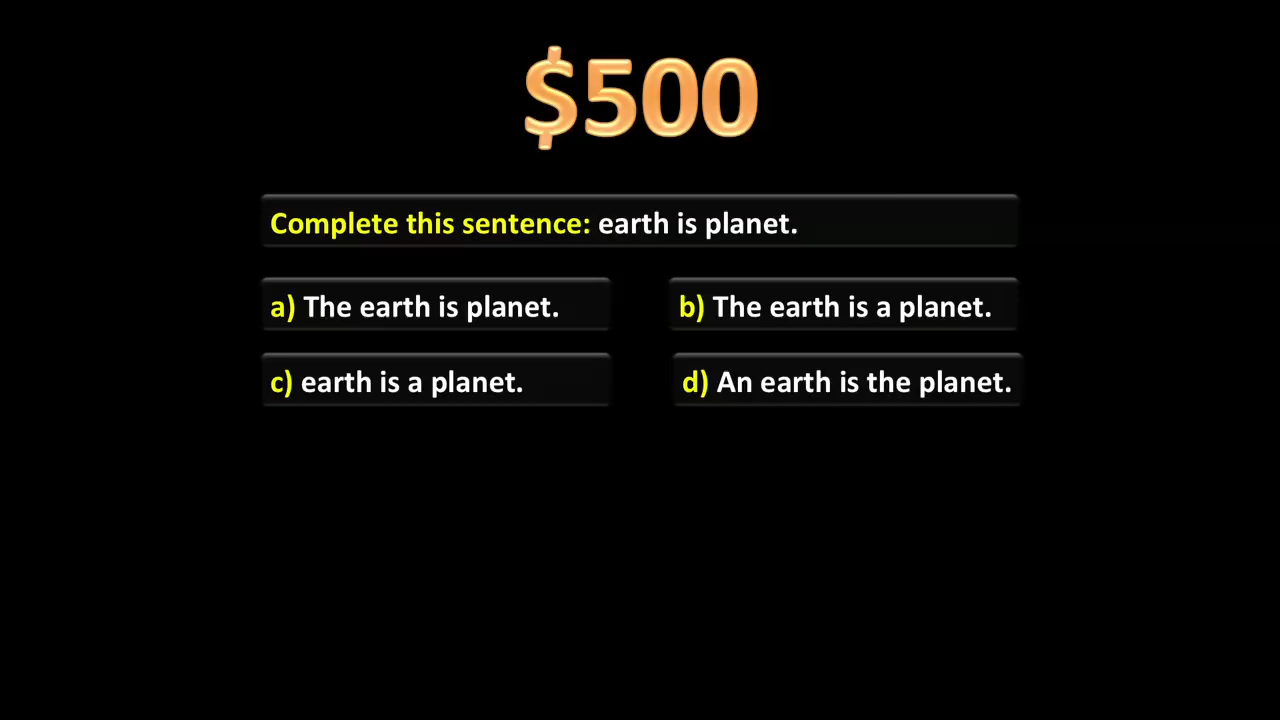 $500
Complete this sentence: earth is planet.
a) The earth is planet.
b) The earth is a planet.
c) earth is a planet.
d) An earth is the planet.